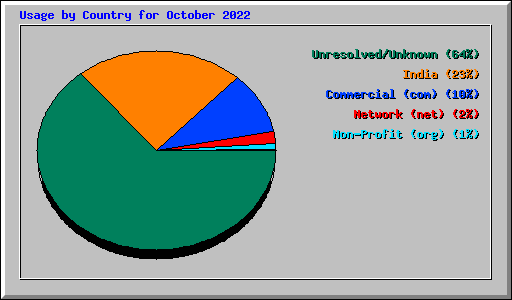 Usage by Country for October 2022
Unresolved/Unknown (64%)
India (23%)
Commercial (com) (10%)
Network (net) (2%)
Non-Profit (org) (1%)